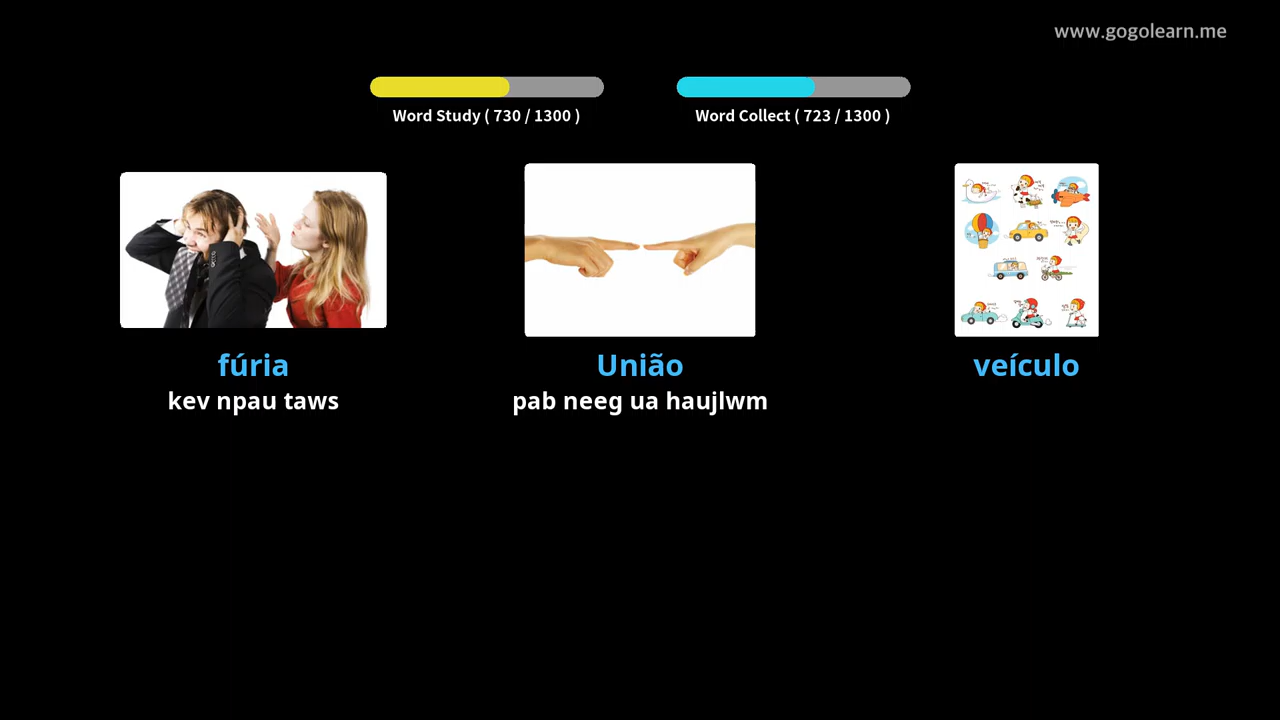 www.gogolearn.me
Word Study ( 730 / 1300 )
Word Collect ( 723 / 1300 )
fúria
União
veículo
kev npau taws
pab neeg ua haujlwm